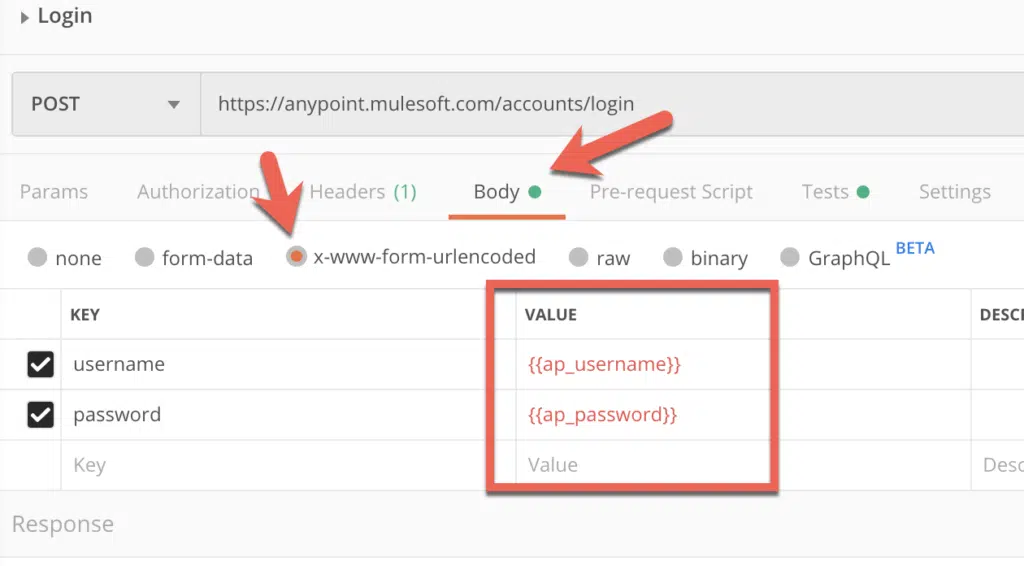 Login
POST https://anypoint.mulesoft.com/accounts/login
Params Authorization Headers (1) Body Pre-request Script Tests Settings
none form-data x-www-form-urlencoded raw binary GraphQL BETA
KEY VALUE DESCR
username {{ap_username}}
password {{ap_password}}
Key Value Desc
Response